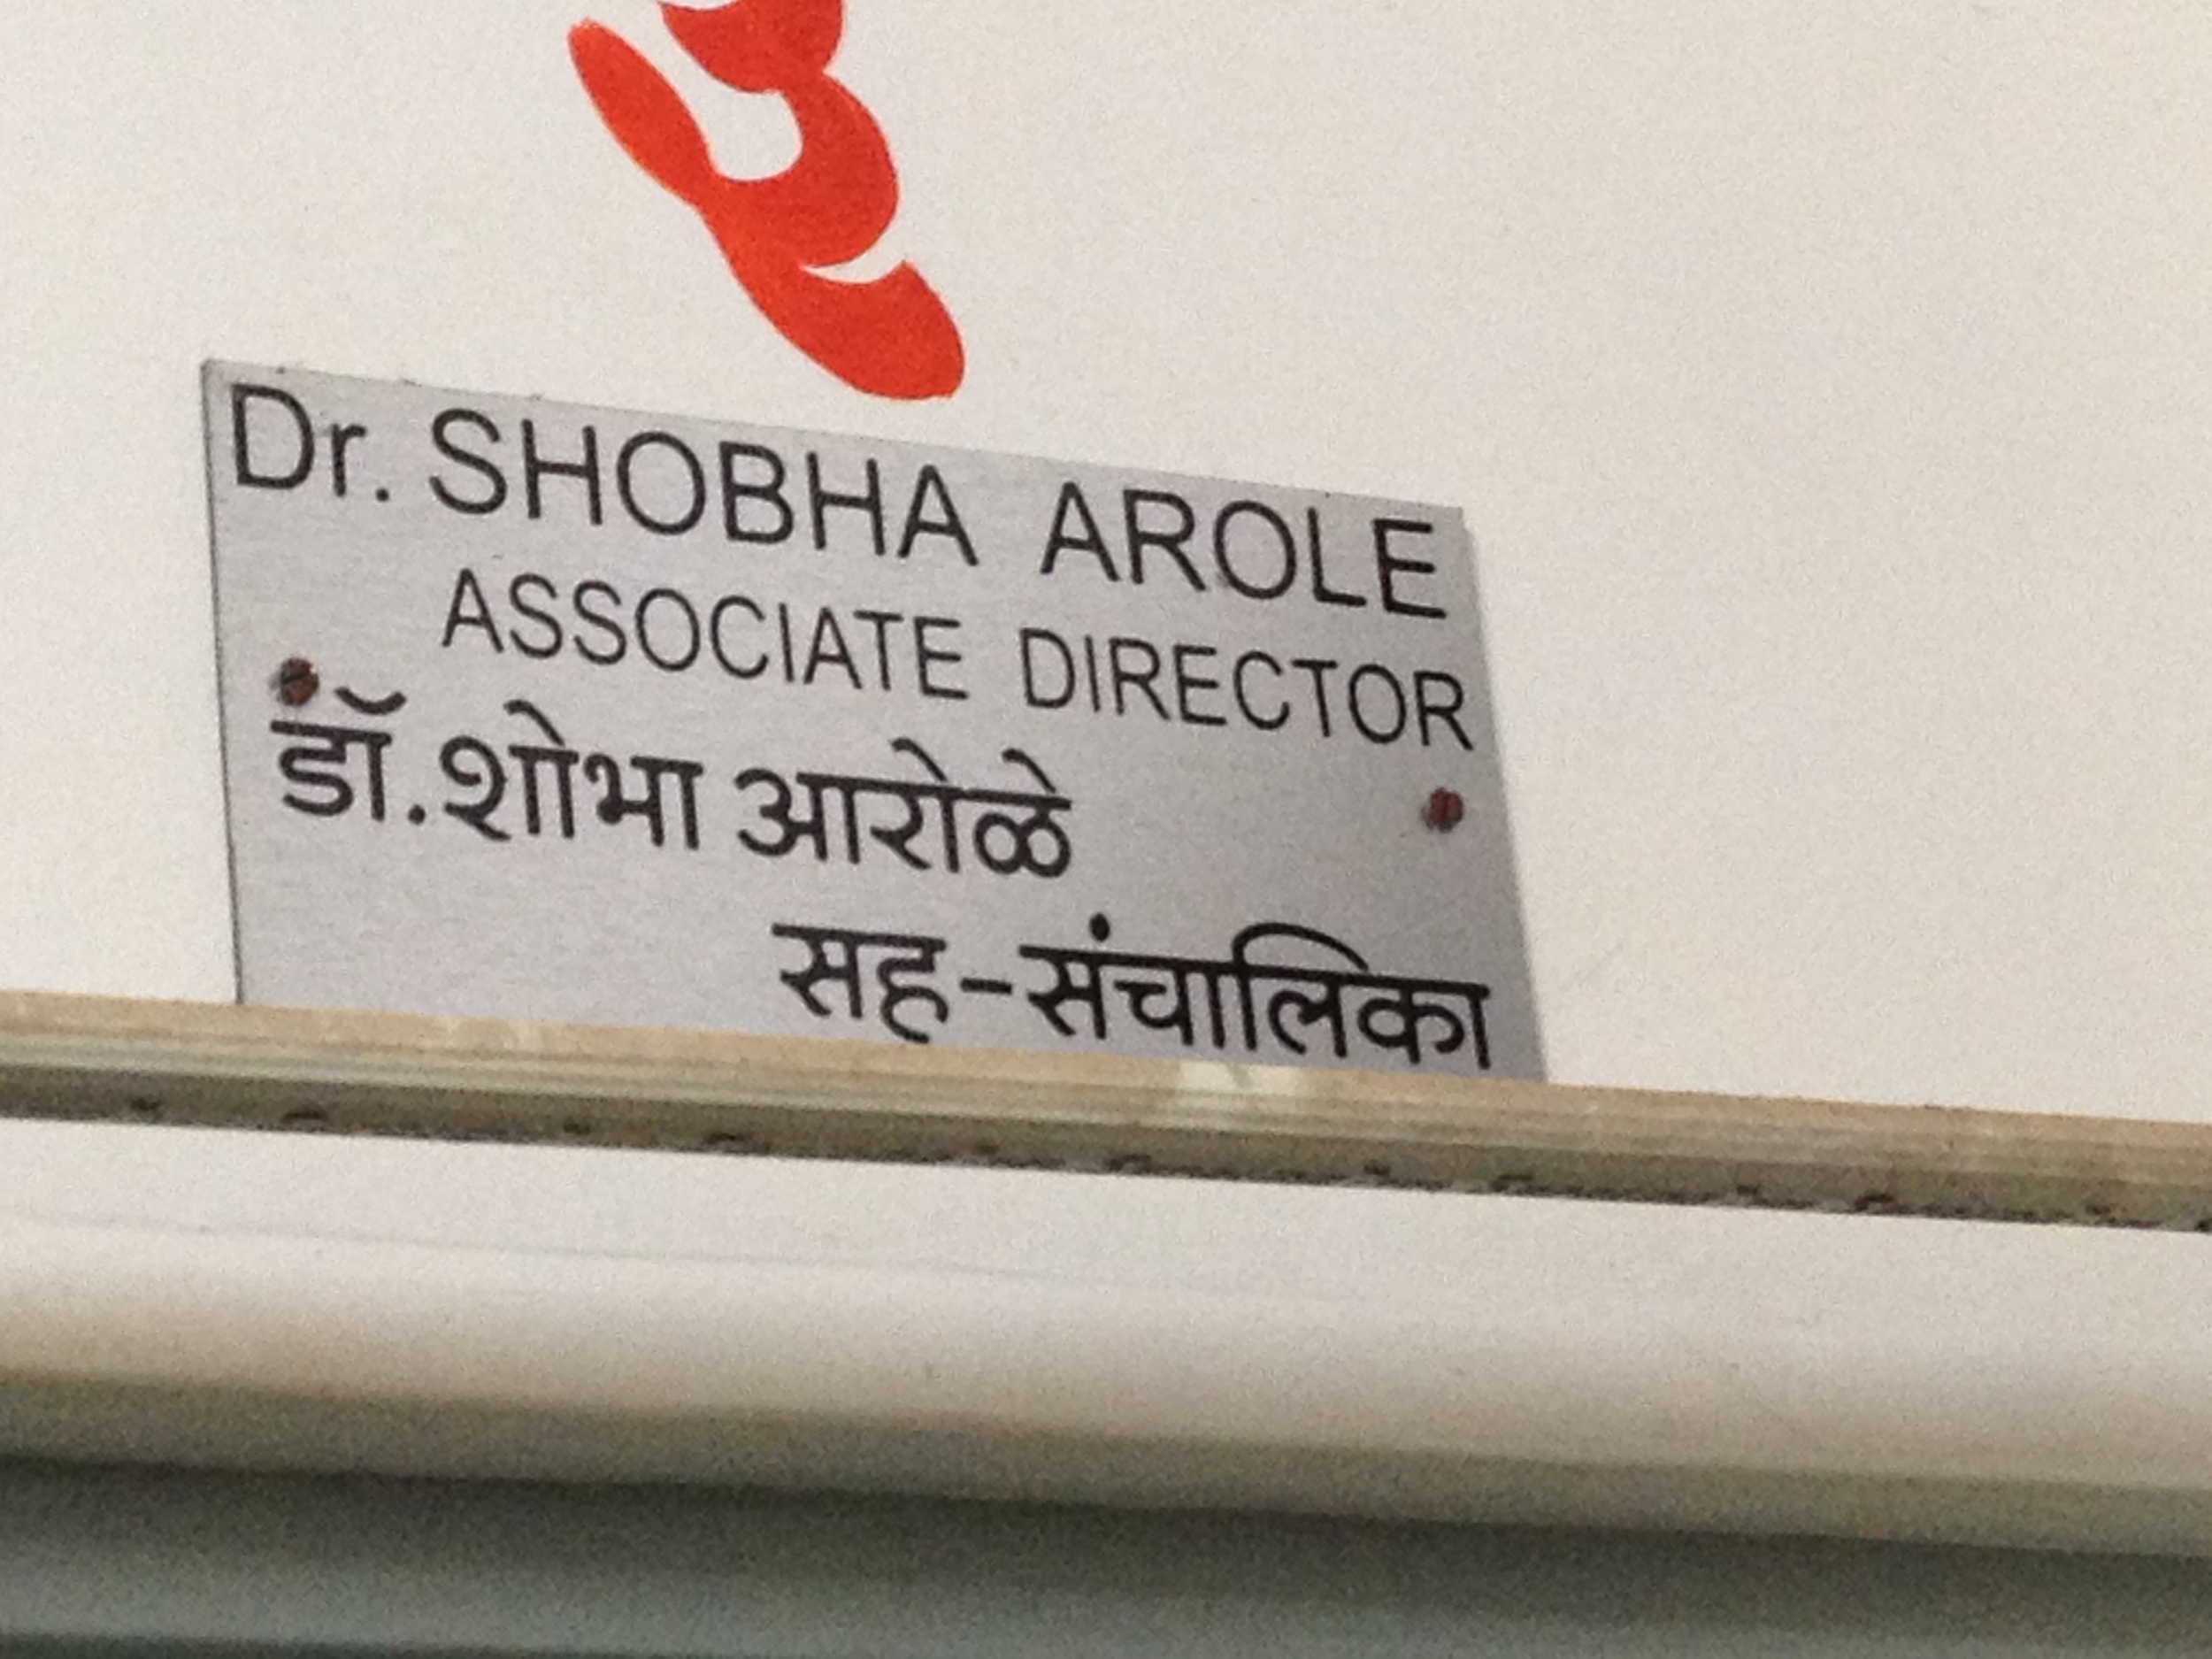 Dr. SHOBHA AROLE
ASSOCIATE DIRECTOR
डॉ. शोभा आरोळे
सह-संचालिका